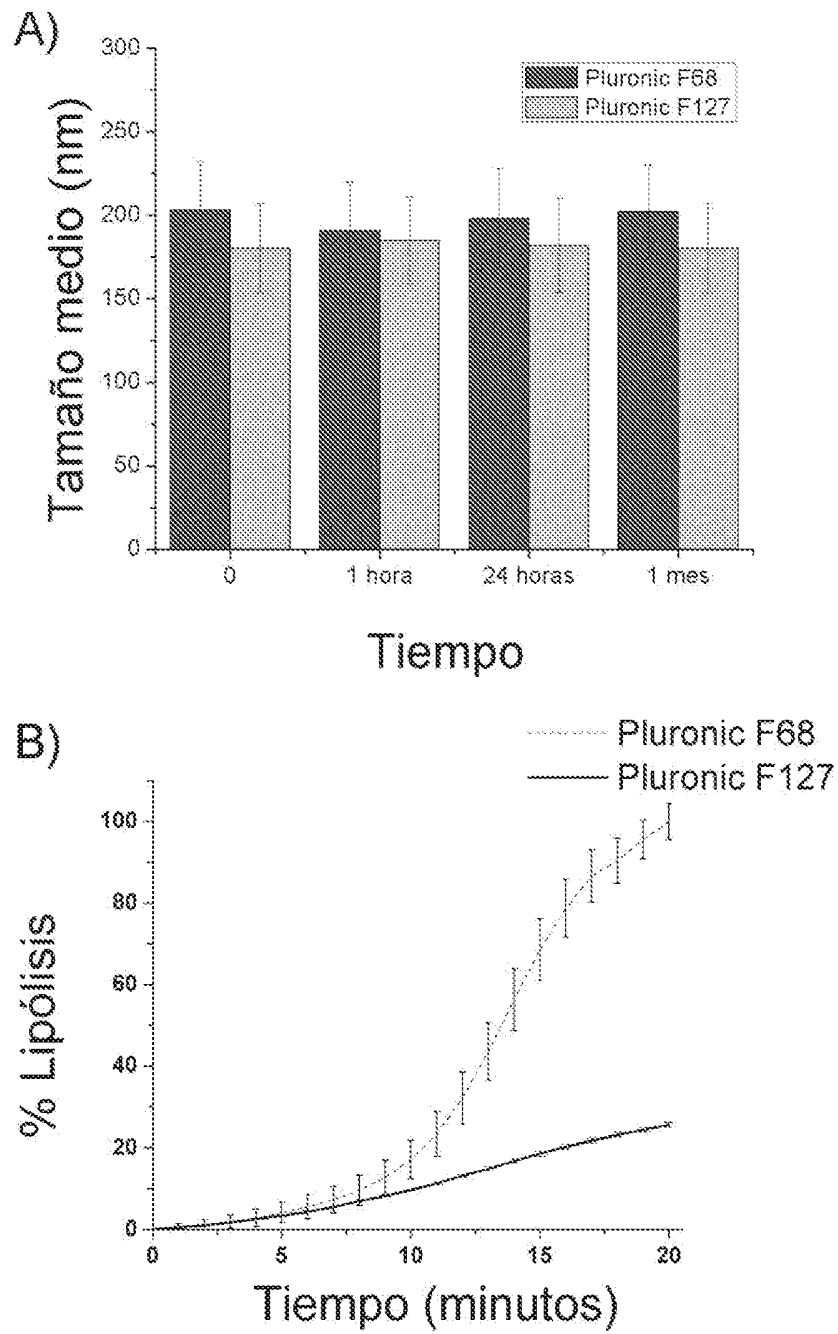 A)
300
250
200
150
100
50
0
Tamaño medio (nm)
Pluronic F68
Pluronic F127
0 1 hora 24 horas 1 mes
Tiempo
B)
Pluronic F68
Pluronic F127
100
80
60
40
20
0
% Lipólisis
0 5 10 15 20
Tiempo (minutos)